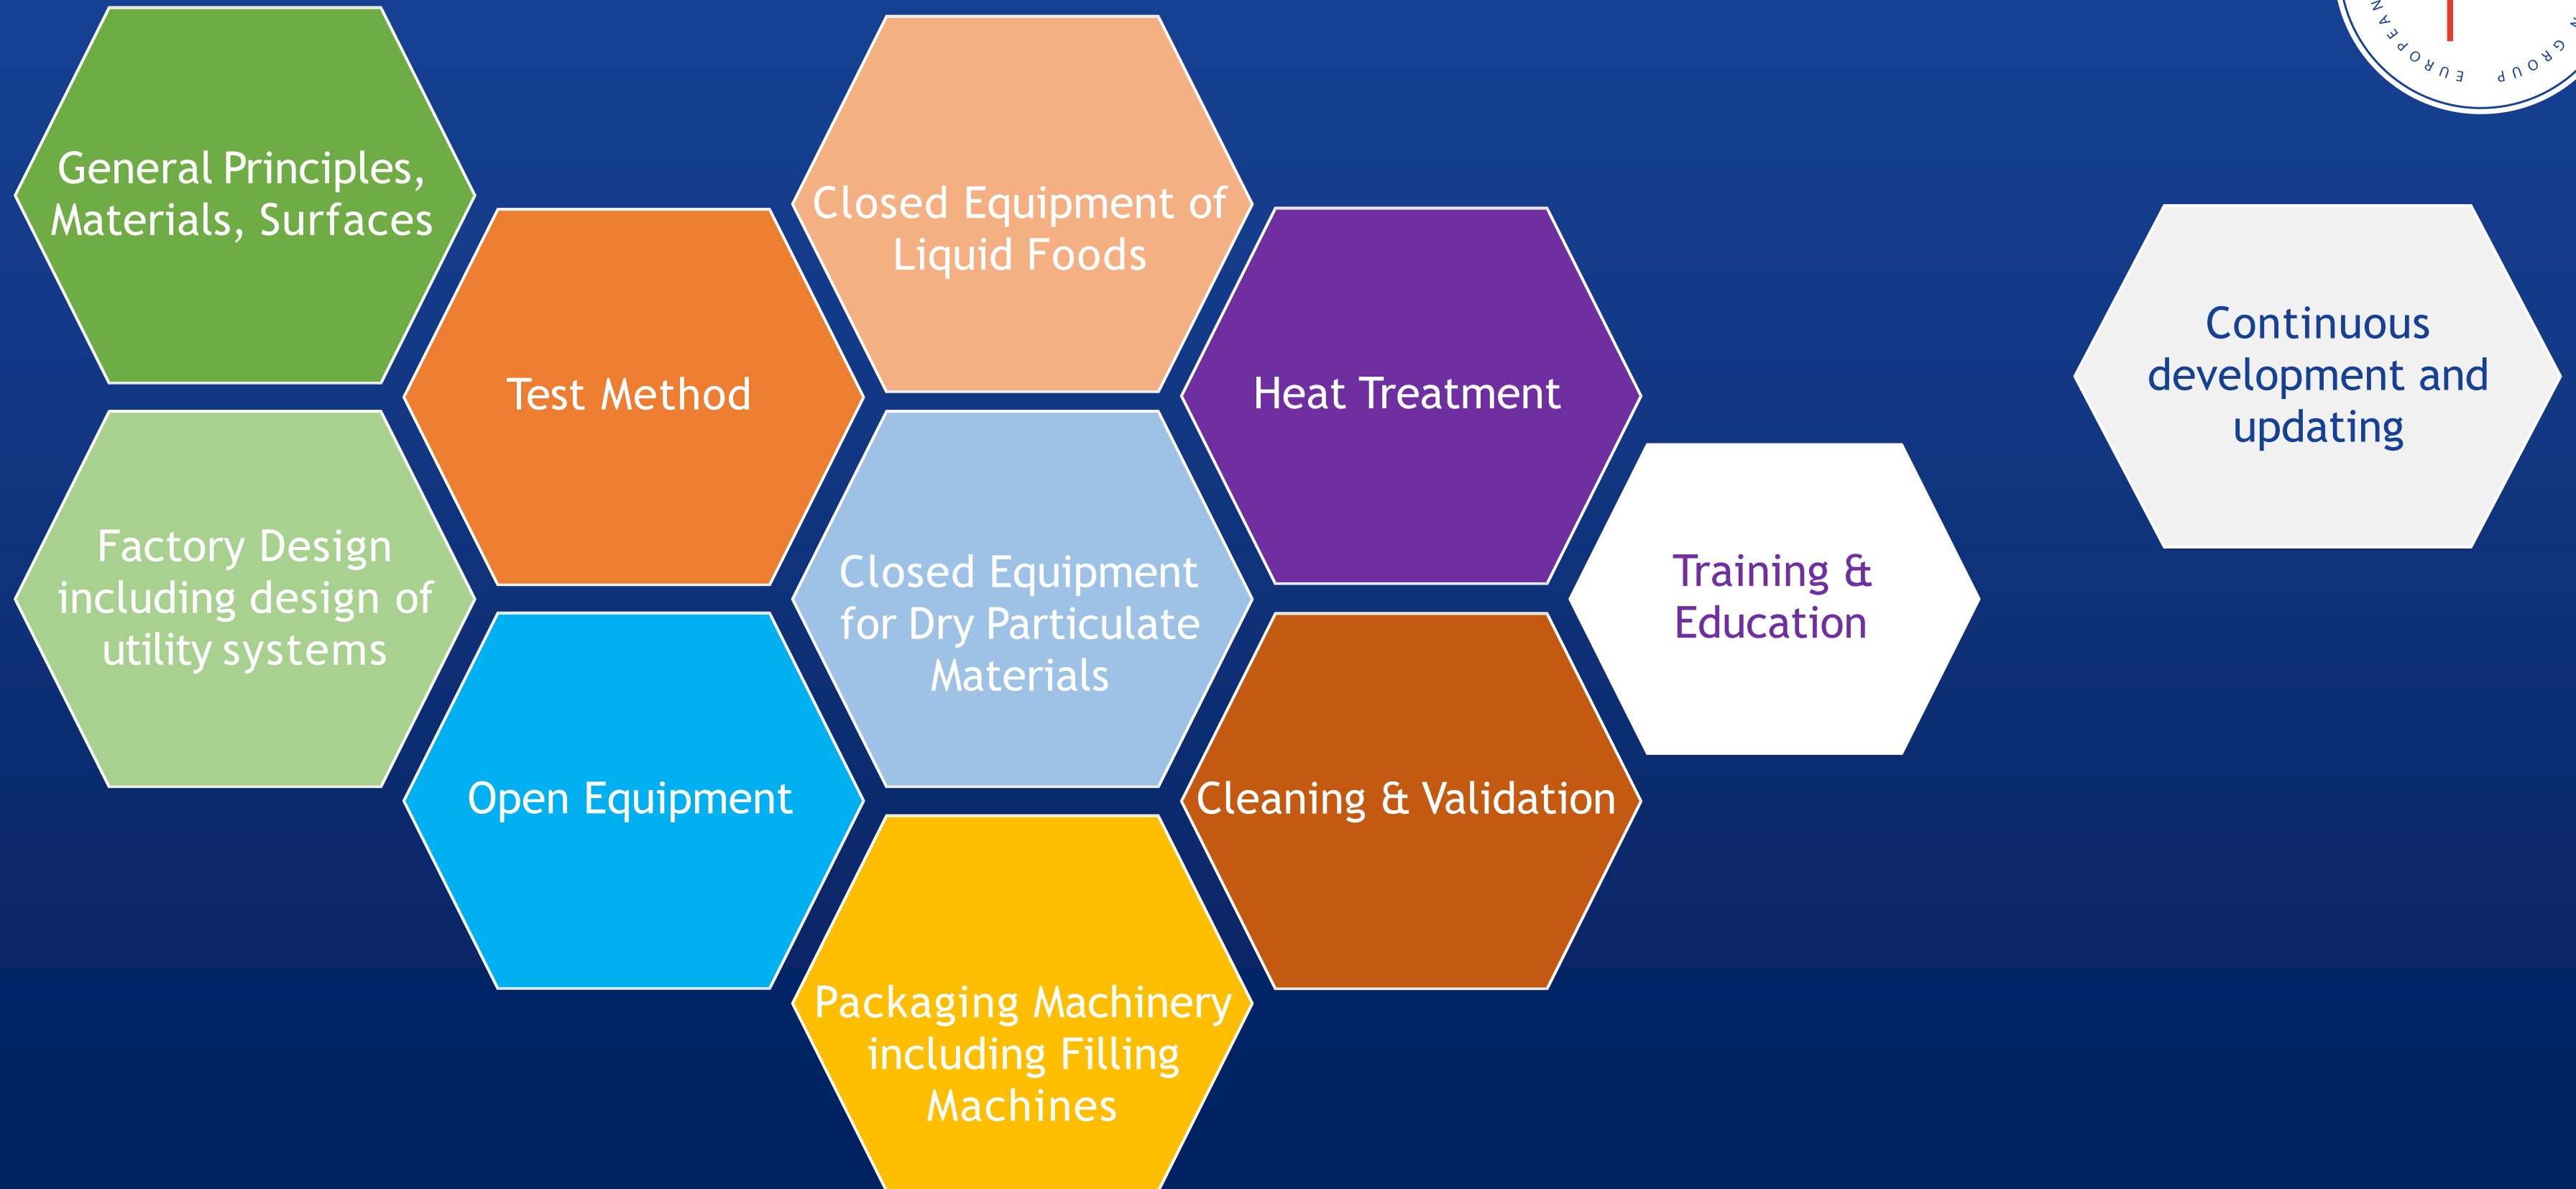 General Principles,
Materials, Surfaces
Closed Equipment of
Liquid Foods
Test Method
Heat Treatment
Continuous
development and
updating
Factory Design
including design of
utility systems
Closed Equipment
for Dry Particulate
Materials
Training &
Education
Open Equipment
Cleaning & Validation
Packaging Machinery
including Filling
Machines
EUROPEAN
GROUP